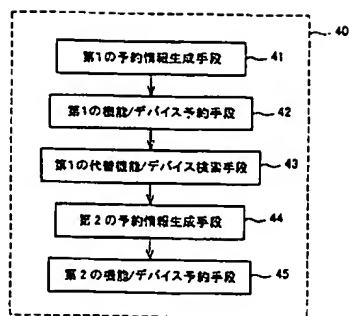 40
第1の予約情報生成手段 41
第1の機能/デバイス予約手段 42
第1の代替機能/デバイス検索手段 43
第2の予約情報生成手段 44
第2の機能/デバイス予約手段 45